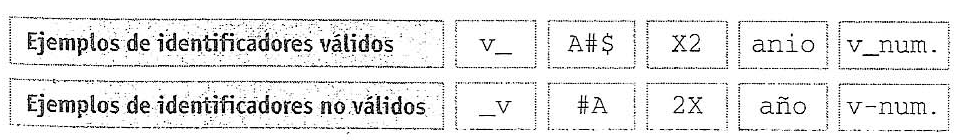 Ejemplos de identificadores válidos v_ A#$ X2 anio v_num.
Ejemplos de identificadores no válidos _v #A 2X año v-num.